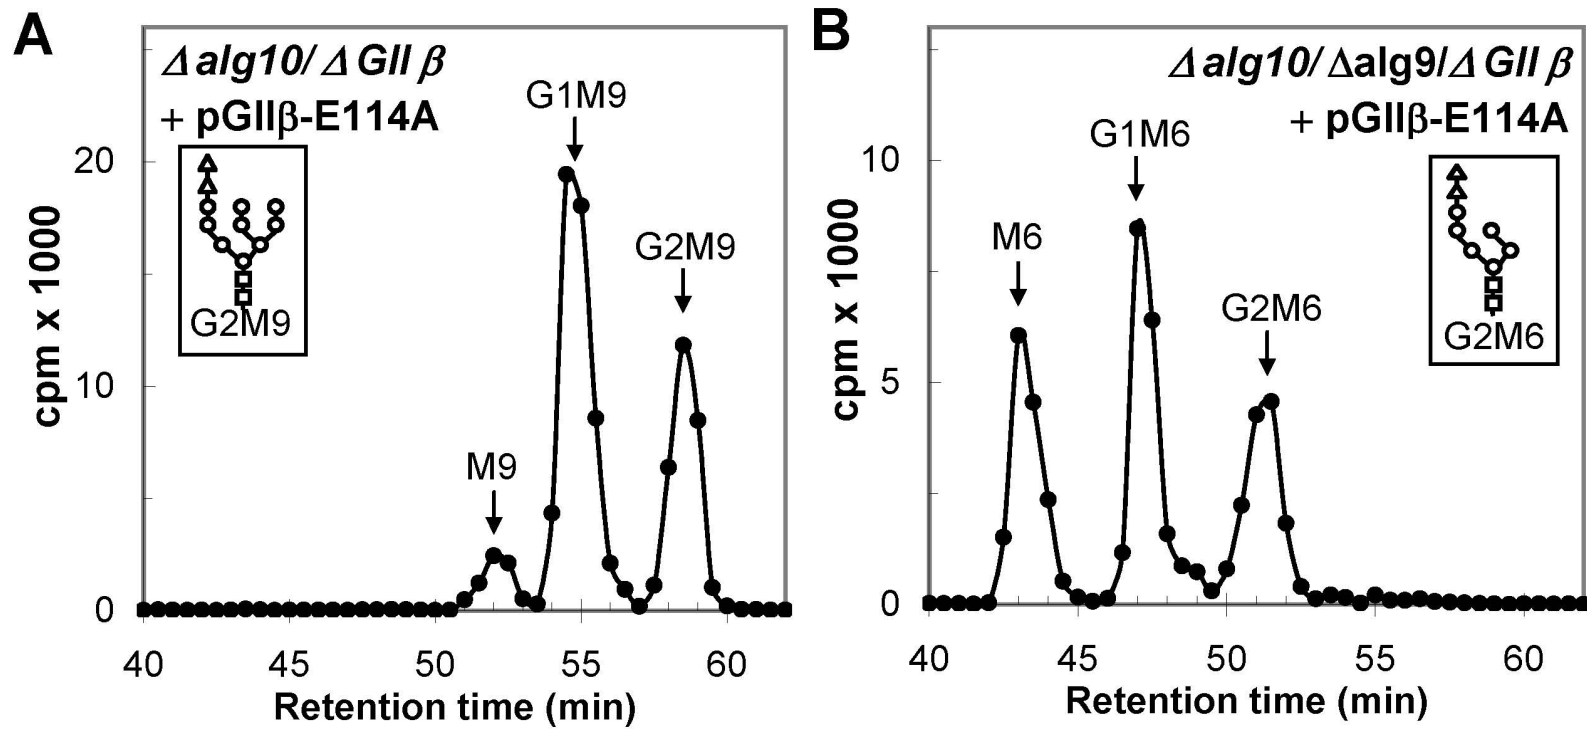 A
Δalg10/ΔGII β
+ pGIIβ-E114A
G1M9
G2M9
M9
G2M9
cpm x 1000
20
10
0
40 45 50 55 60
Retention time (min)
B
Δalg10/Δalg9/ΔGII β
+ pGIIβ-E114A
G1M6
M6
G2M6
G2M6
cpm x 1000
10
5
0
40 45 50 55 60
Retention time (min)